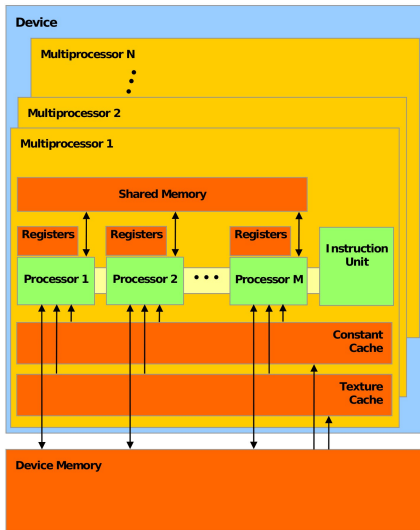 Device
Multiprocessor N
Multiprocessor 2
Multiprocessor 1
Shared Memory
Registers Registers Registers
Instruction
Unit
Processor 1 Processor 2 Processor M
Constant
Cache
Texture
Cache
Device Memory